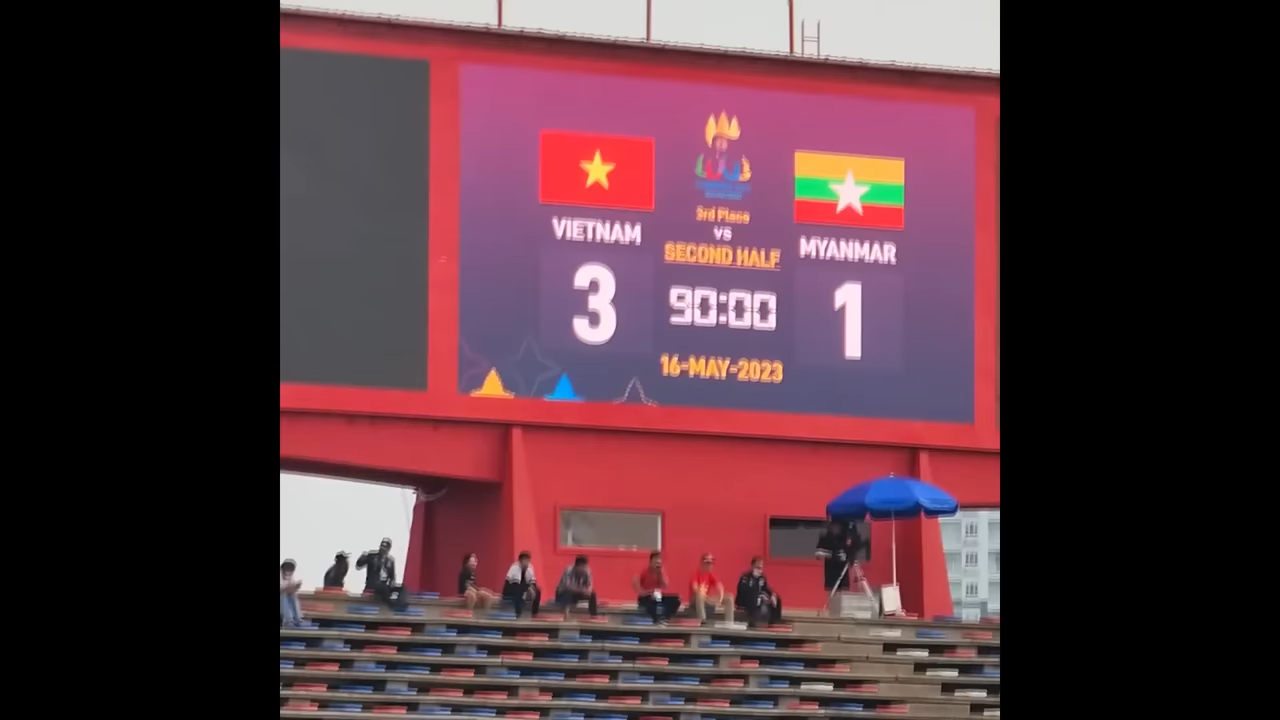 3rd Place
VS
VIETNAM
SECOND HALF
MYANMAR
3
90:00
1
16-MAY-2023